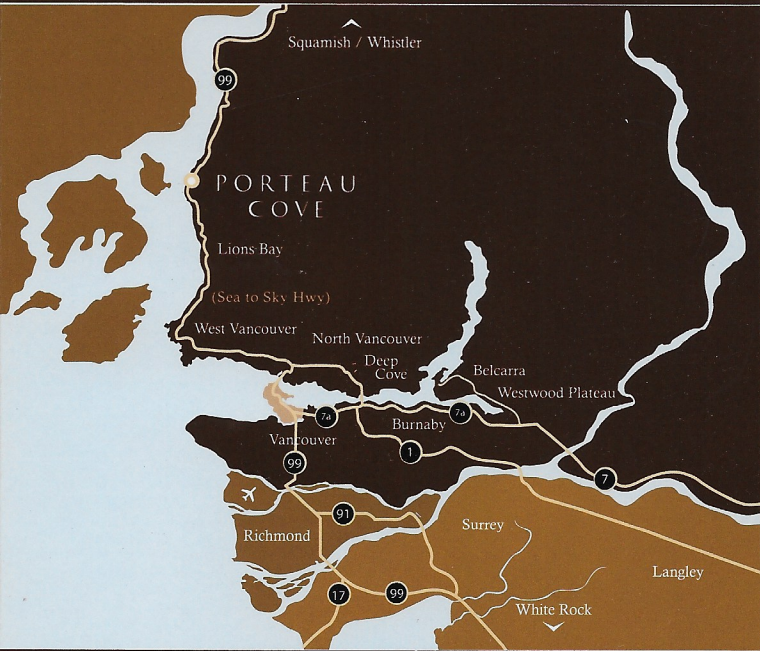 Squamish / Whistler
99
PORTEAU
COVE
Lions Bay
(Sea to Sky Hwy)
West Vancouver
North Vancouver
Deep
Cove
Belcarra
Westwood Plateau
7a
7a
Burnaby
Vancouver
1
99
7
91
Surrey
Richmond
Langley
17
99
White Rock